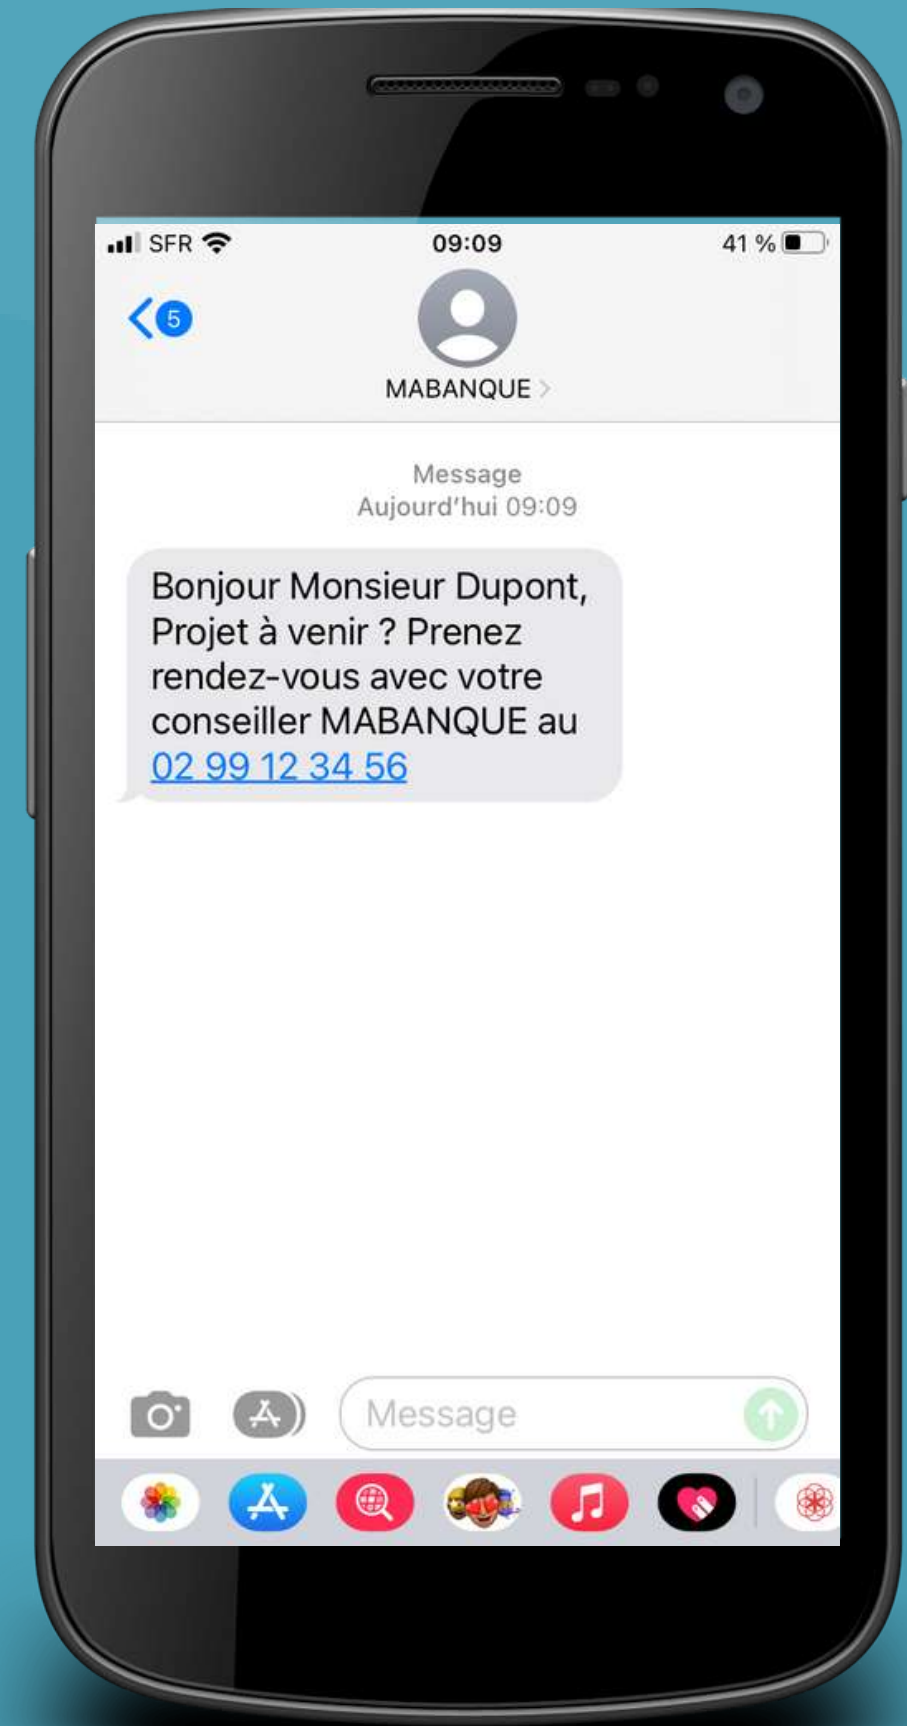 SFR 09:09 41 %
5
MABANQUE
Message
Aujourd'hui 09:09
Bonjour Monsieur Dupont,
Projet à venir ? Prenez
rendez-vous avec votre
conseiller MABANQUE au
02 99 12 34 56
Message